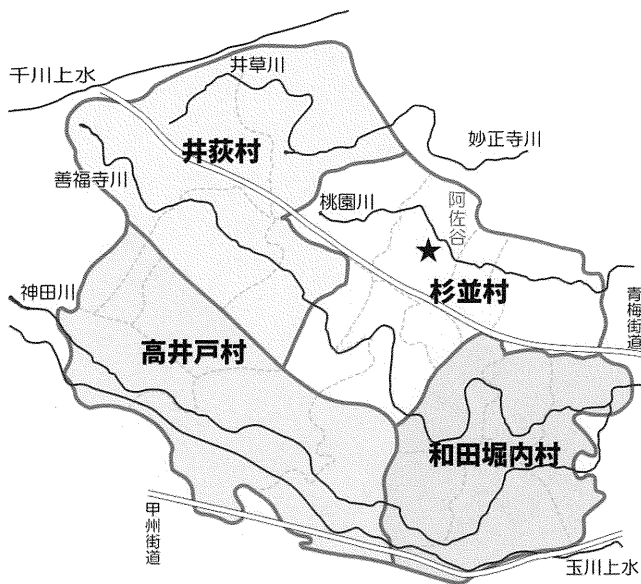 千川上水
井草川
妙正寺川
井荻村
善福寺川
桃園川
阿佐谷
杉並村
青梅街道
神田川
高井戸村
和田堀内村
甲州街道
玉川上水